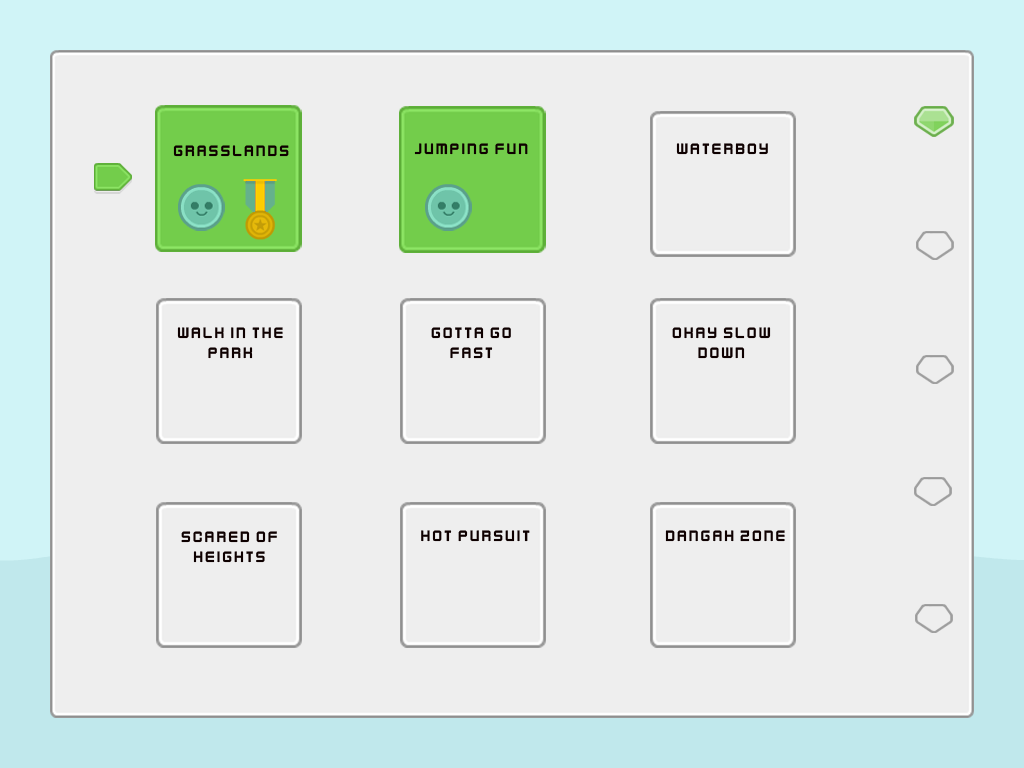 GRASSLANDS
JUMPING FUN
WATERBOY
WALK IN THE
PARK
GOTTA GO
FAST
OKAY SLOW
DOWN
SCARED OF
HEIGHTS
HOT PURSUIT
DANGAH ZONE